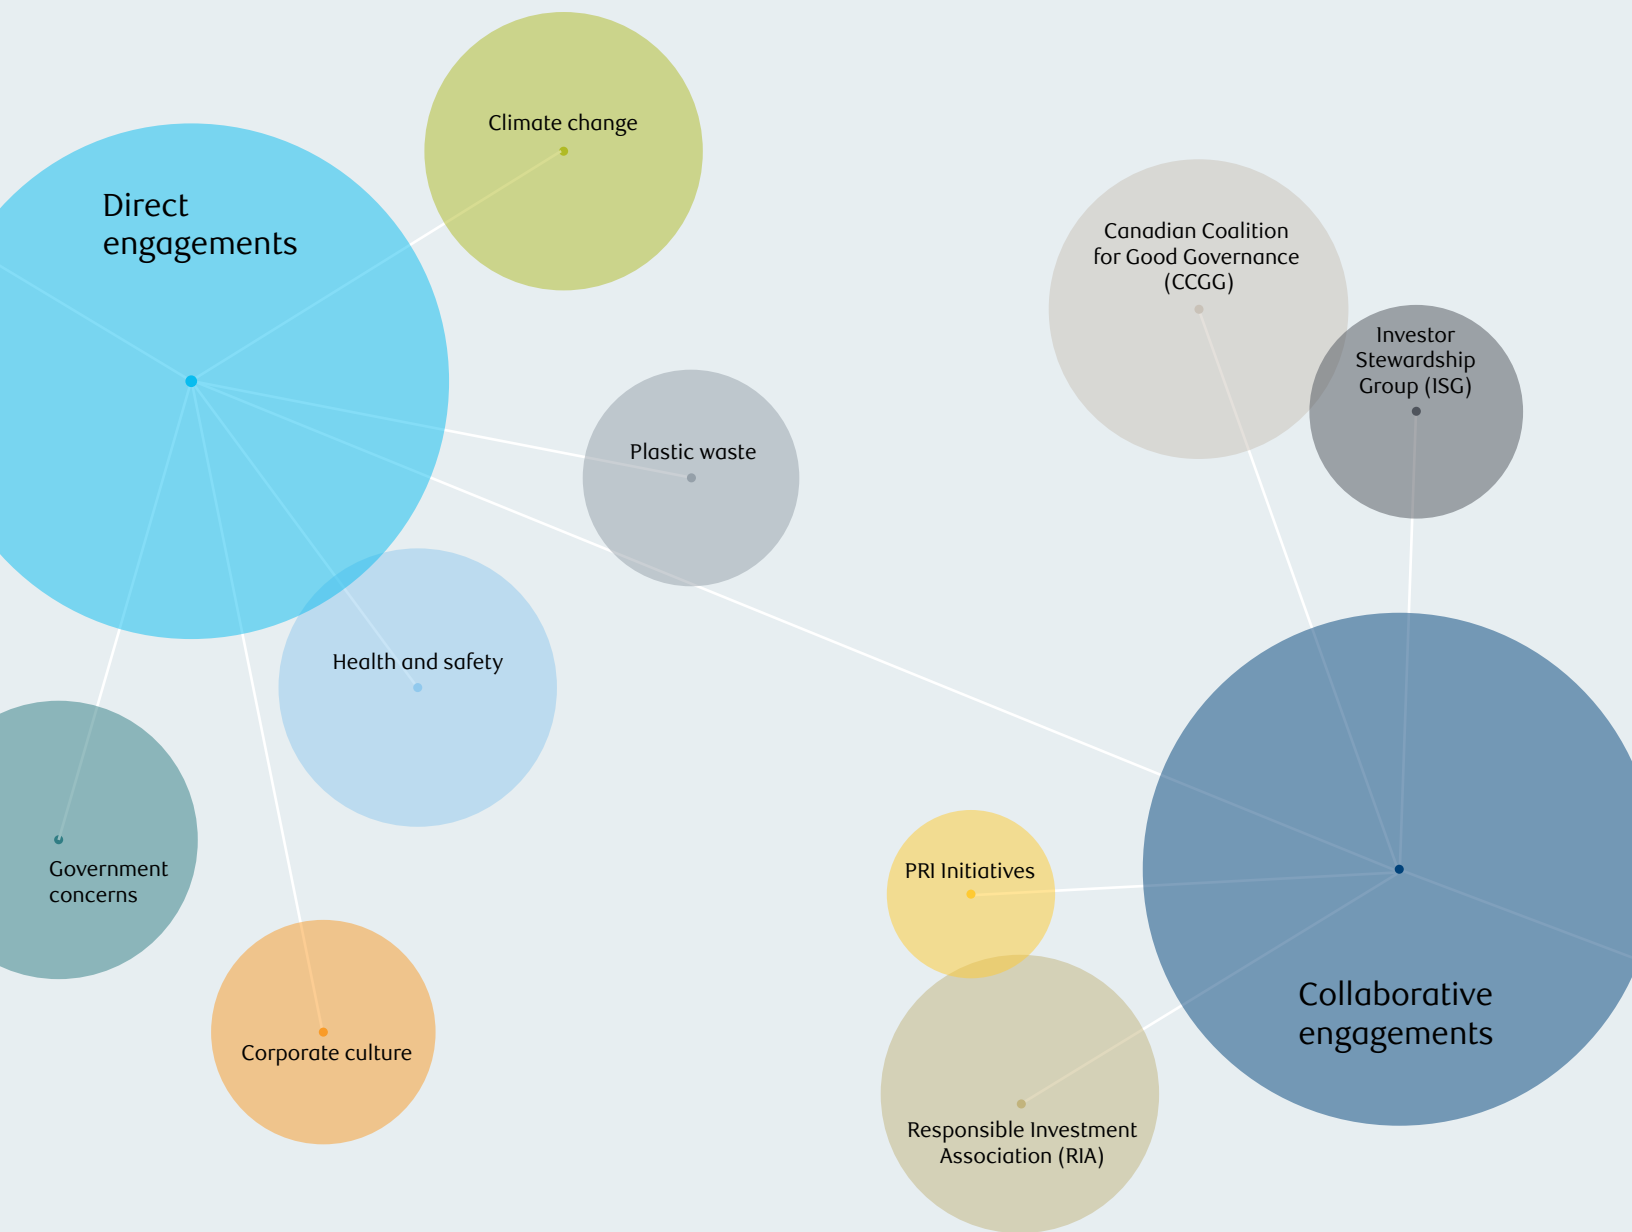 Climate change
Direct
engagements
Canadian Coalition
for Good Governance
(CCGG)
Investor
Stewardship
Group (ISG)
Plastic waste
Health and safety
Government
concerns
PRI Initiatives
Corporate culture
Collaborative
engagements
Responsible Investment
Association (RIA)